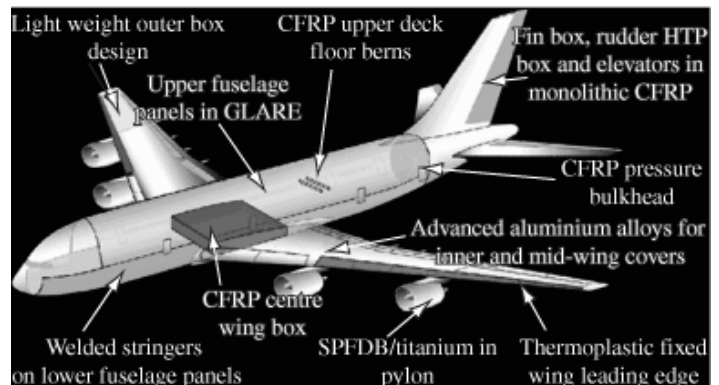 Light weight outer box
design
CFRP upper deck
floor berns
Fin box, rudder HTP
box and elevators in
monolithic CFRP
Upper fuselage
panels in GLARE
CFRP pressure
bulkhead
Advanced aluminium alloys for
inner and mid-wing covers
CFRP centre
wing box
Welded stringers
on lower fuselage panels
SPFDB/titanium in
pylon
Thermoplastic fixed
wing leading edge